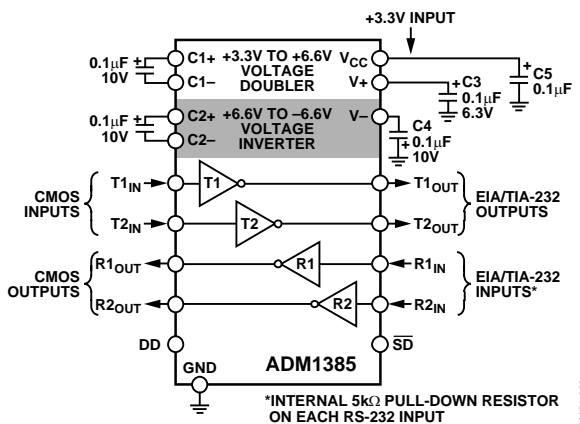 +3.3V INPUT
0.1µF
10V
+
C1+
C1–
+3.3V TO +6.6V
VOLTAGE
DOUBLER
VCC
V+
+ C3
0.1µF
6.3V
+ C5
0.1µF
0.1µF
10V
+
C2+
C2–
+6.6V TO –6.6V
VOLTAGE
INVERTER
V–
C4
+ 0.1µF
10V
CMOS
INPUTS
T1IN
T2IN
T1
T2
T1OUT
T2OUT
EIA/TIA-232
OUTPUTS
CMOS
OUTPUTS
R1OUT
R2OUT
R1
R2
R1IN
R2IN
EIA/TIA-232
INPUTS*
DD
GND
ADM1385
SD
*INTERNAL 5kΩ PULL-DOWN RESISTOR
ON EACH RS-232 INPUT